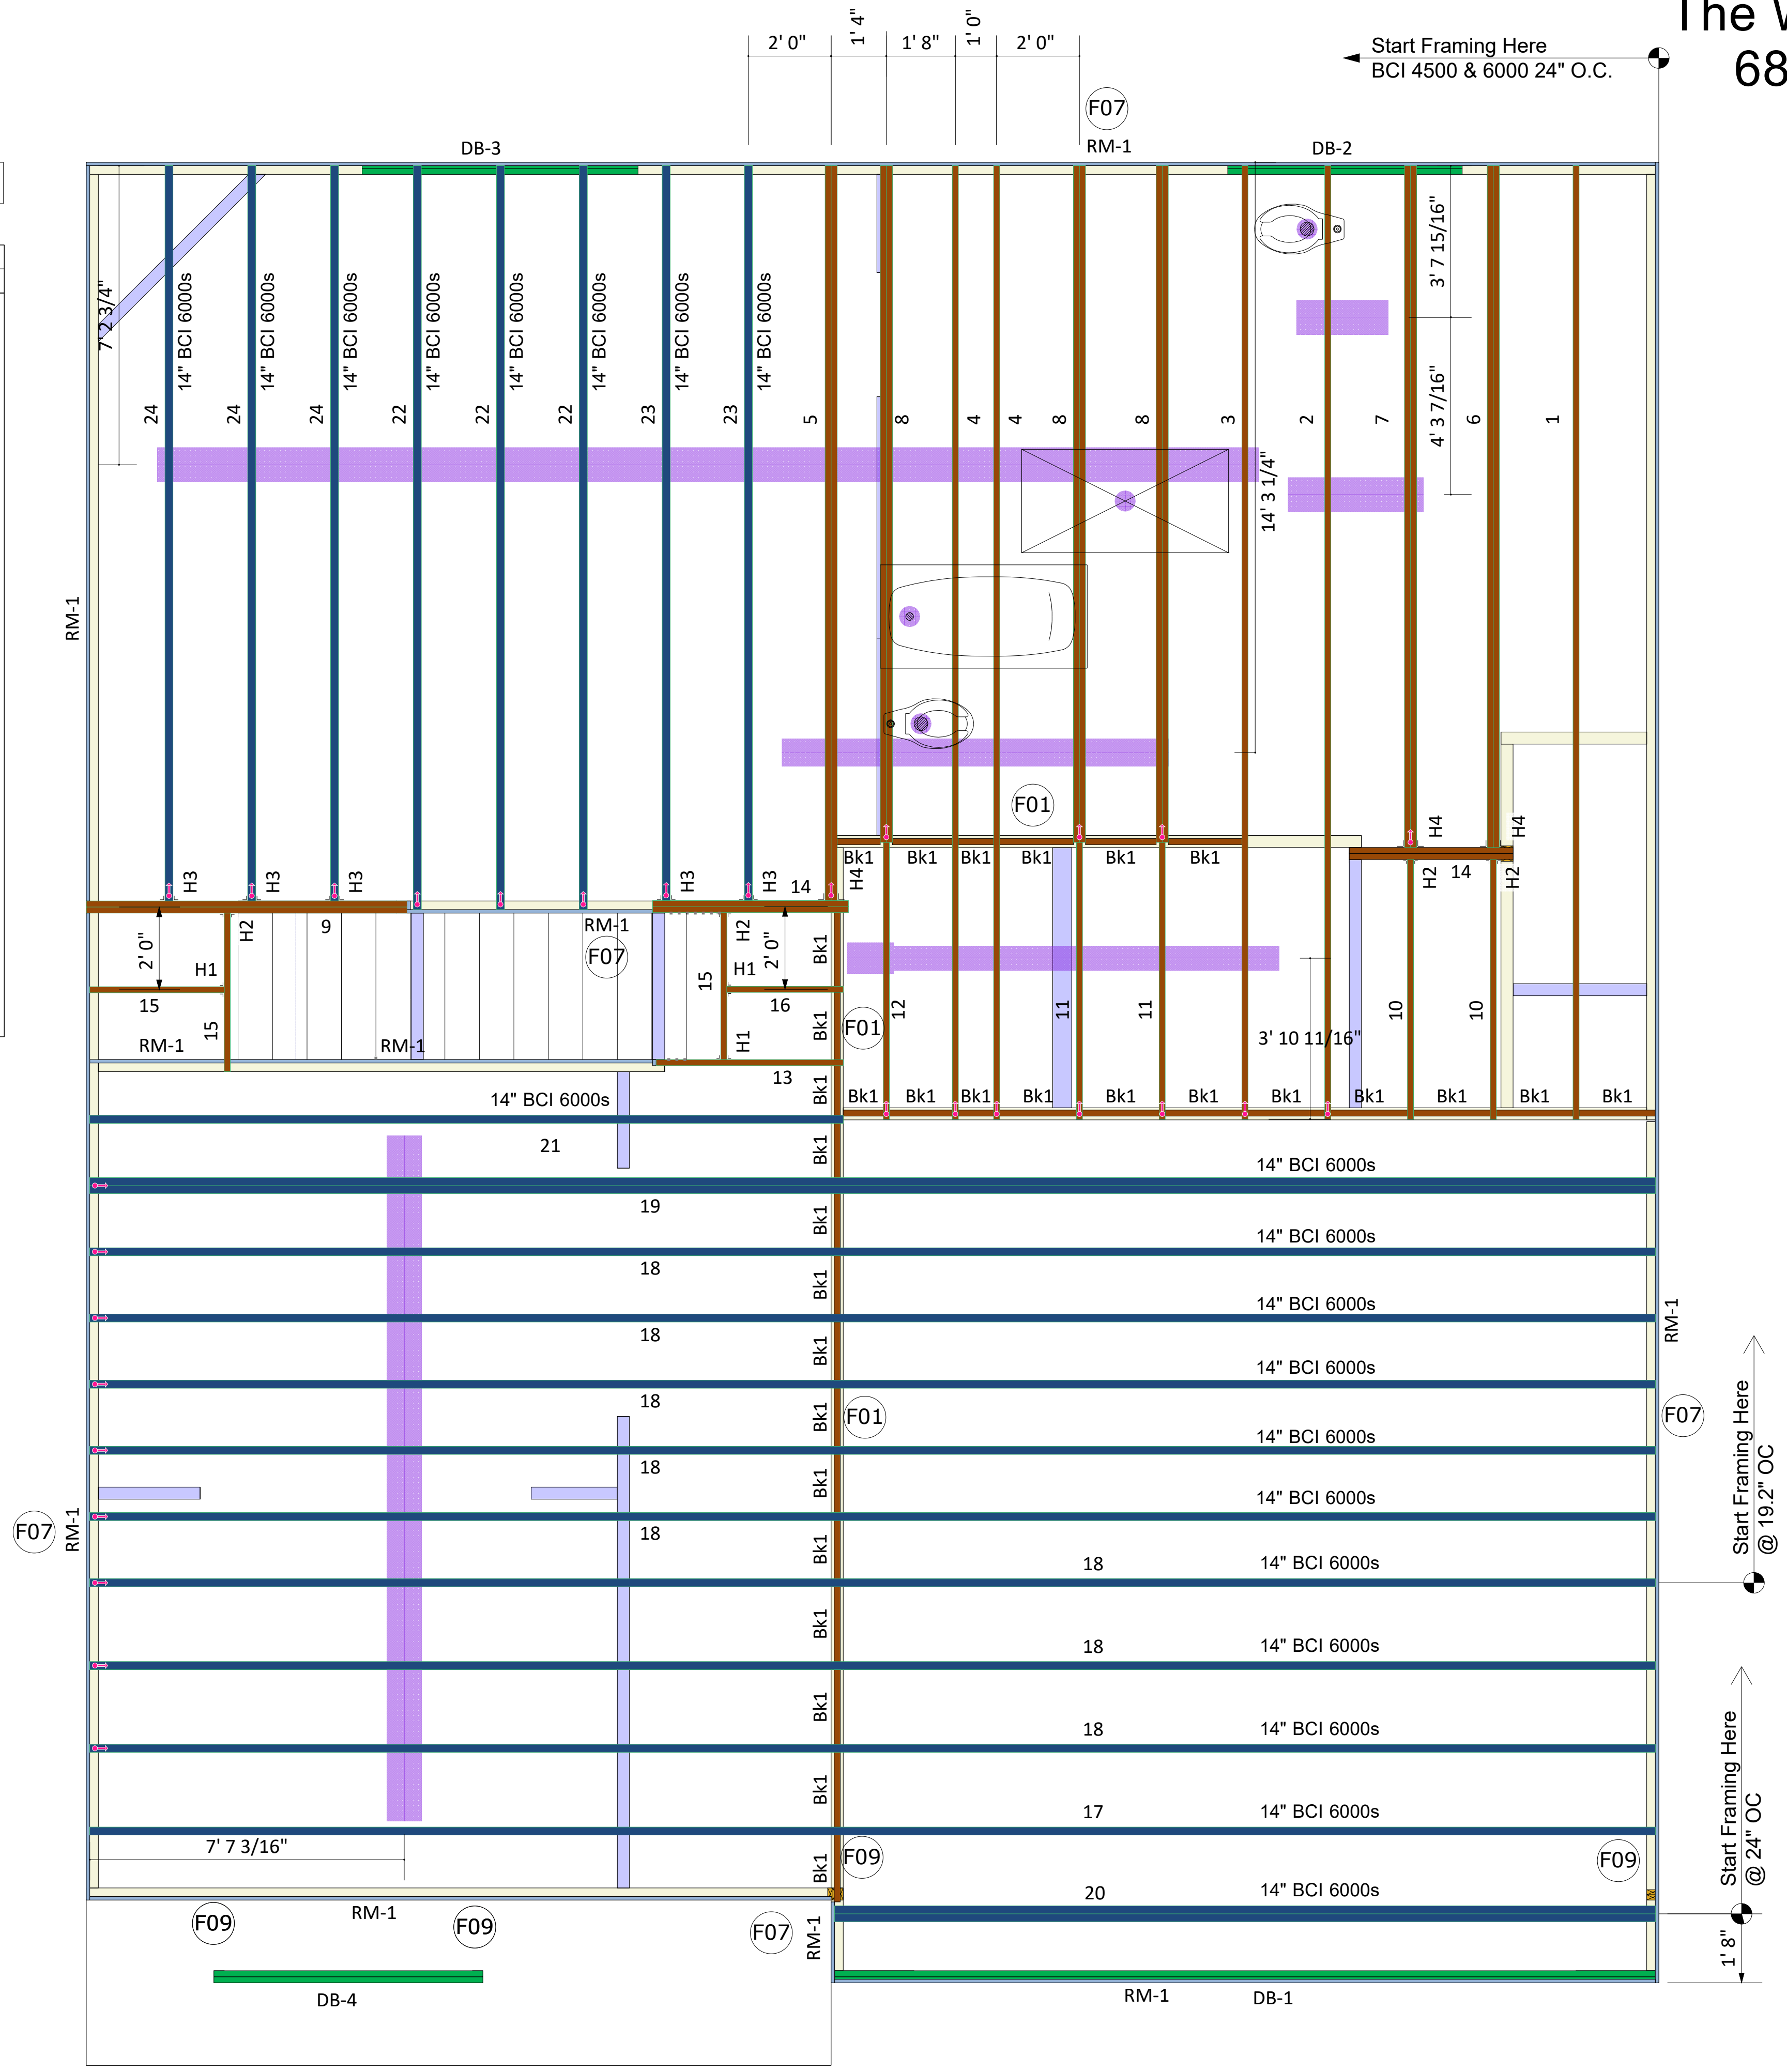 The W
68
2' 0"
1' 4"
1' 8"
1' 0"
2' 0"
Start Framing Here
BCI 4500 & 6000 24" O.C.
F07
DB-3
RM-1
DB-2
7' 2 3/4"
14" BCI 6000s
14" BCI 6000s
14" BCI 6000s
14" BCI 6000s
14" BCI 6000s
14" BCI 6000s
14" BCI 6000s
14" BCI 6000s
3' 7 15/16"
4' 3 7/16"
14' 3 1/4"
24
24
24
22
22
22
23
23
5
8
4
4
8
8
3
2
7
6
1
RM-1
F01
H4
H4
Bk1
Bk1
Bk1
Bk1
Bk1
Bk1
H3
H3
H3
H3
H3
14
H4
H2
14
H2
2' 0"
H2
9
RM-1
F07
H2
2' 0"
Bk1
H1
15
15
H1
16
15
H1
Bk1
F01
12
11
11
10
10
3' 10 11/16"
RM-1
RM-1
13
Bk1
Bk1
Bk1
Bk1
Bk1
Bk1
Bk1
Bk1
Bk1
Bk1
Bk1
Bk1
14" BCI 6000s
21
Bk1
14" BCI 6000s
19
Bk1
14" BCI 6000s
18
Bk1
14" BCI 6000s
18
Bk1
14" BCI 6000s
18
Bk1
F01
14" BCI 6000s
18
Bk1
14" BCI 6000s
18
Bk1
18
14" BCI 6000s
Bk1
18
14" BCI 6000s
Bk1
18
14" BCI 6000s
Bk1
17
14" BCI 6000s
Bk1
20
14" BCI 6000s
RM-1
F07
Start Framing Here
@ 19.2" OC
Start Framing Here
@ 24" OC
1' 8"
F07
RM-1
7' 7 3/16"
F09
F09
F09
RM-1
F09
F07
RM-1
DB-4
RM-1
DB-1